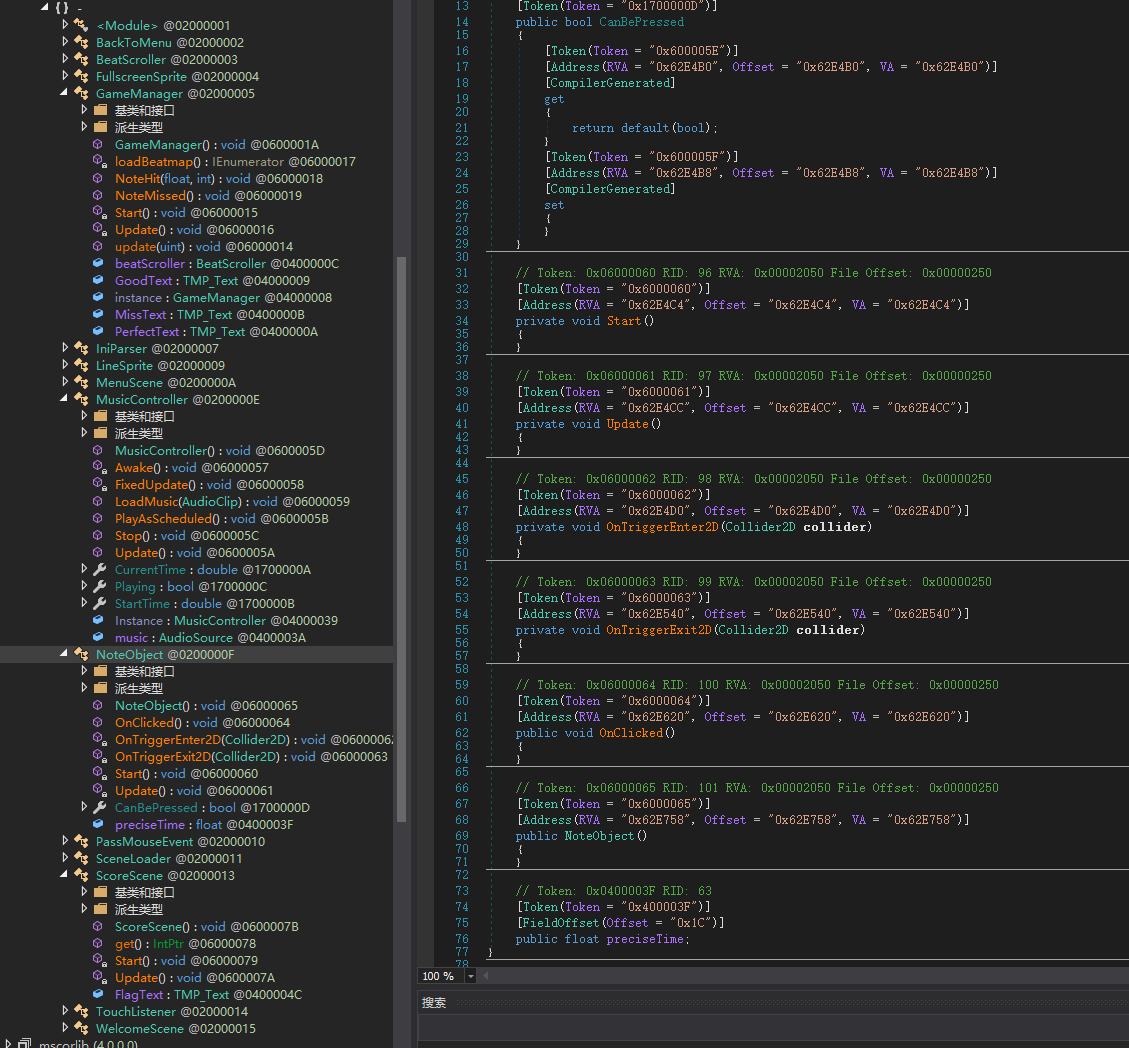 { } -
<Module> @02000001
BackToMenu @02000002
BeatScroller @02000003
FullscreenSprite @02000004
GameManager @02000005
基类和接口
派生类型
GameManager() : void @0600001A
loadBeatmap() : IEnumerator @06000017
NoteHit(float, int) : void @06000018
NoteMissed() : void @06000019
Start() : void @06000015
Update() : void @06000016
update(uint) : void @06000014
beatScroller : BeatScroller @0400000C
GoodText : TMP_Text @04000009
instance : GameManager @04000008
MissText : TMP_Text @0400000B
PerfectText : TMP_Text @0400000A
IniParser @02000007
LineSprite @02000009
MenuScene @0200000A
MusicController @0200000E
基类和接口
派生类型
MusicController() : void @0600005D
Awake() : void @06000057
FixedUpdate() : void @06000058
LoadMusic(AudioClip) : void @06000059
PlayAsScheduled() : void @0600005B
Stop() : void @0600005C
Update() : void @0600005A
CurrentTime : double @1700000A
Playing : bool @1700000C
StartTime : double @1700000B
Instance : MusicController @04000039
music : AudioSource @0400003A
NoteObject @0200000F
基类和接口
派生类型
NoteObject() : void @06000065
OnClicked() : void @06000064
OnTriggerEnter2D(Collider2D) : void @0600006
OnTriggerExit2D(Collider2D) : void @06000063
Start() : void @06000060
Update() : void @06000061
CanBePressed : bool @1700000D
preciseTime : float @0400003F
PassMouseEvent @02000010
SceneLoader @02000011
ScoreScene @02000013
基类和接口
派生类型
ScoreScene() : void @0600007B
get() : IntPtr @06000078
Start() : void @06000079
Update() : void @0600007A
FlagText : TMP_Text @0400004C
TouchListener @02000014
WelcomeScene @02000015
mscorlib (4.0.0.0)
13 [Token(Token = "0x1700000D")]
14 public bool CanBePressed
15 {
16 [Token(Token = "0x600005E")]
17 [Address(RVA = "0x62E4B0", Offset = "0x62E4B0", VA = "0x62E4B0")]
18 [CompilerGenerated]
19 get
20 {
21 return default(bool);
22 }
23 [Token(Token = "0x600005F")]
24 [Address(RVA = "0x62E4B8", Offset = "0x62E4B8", VA = "0x62E4B8")]
25 [CompilerGenerated]
26 set
27 {
28 }
29 }
30
31 // Token: 0x06000060 RID: 96 RVA: 0x00002050 File Offset: 0x00000250
32 [Token(Token = "0x6000060")]
33 [Address(RVA = "0x62E4C4", Offset = "0x62E4C4", VA = "0x62E4C4")]
34 private void Start()
35 {
36 }
37
38 // Token: 0x06000061 RID: 97 RVA: 0x00002050 File Offset: 0x00000250
39 [Token(Token = "0x6000061")]
40 [Address(RVA = "0x62E4CC", Offset = "0x62E4CC", VA = "0x62E4CC")]
41 private void Update()
42 {
43 }
44
45 // Token: 0x06000062 RID: 98 RVA: 0x00002050 File Offset: 0x00000250
46 [Token(Token = "0x6000062")]
47 [Address(RVA = "0x62E4D0", Offset = "0x62E4D0", VA = "0x62E4D0")]
48 private void OnTriggerEnter2D(Collider2D collider)
49 {
50 }
51
52 // Token: 0x06000063 RID: 99 RVA: 0x00002050 File Offset: 0x00000250
53 [Token(Token = "0x6000063")]
54 [Address(RVA = "0x62E540", Offset = "0x62E540", VA = "0x62E540")]
55 private void OnTriggerExit2D(Collider2D collider)
56 {
57 }
58
59 // Token: 0x06000064 RID: 100 RVA: 0x00002050 File Offset: 0x00000250
60 [Token(Token = "0x6000064")]
61 [Address(RVA = "0x62E620", Offset = "0x62E620", VA = "0x62E620")]
62 public void OnClicked()
63 {
64 }
65
66 // Token: 0x06000065 RID: 101 RVA: 0x00002050 File Offset: 0x00000250
67 [Token(Token = "0x6000065")]
68 [Address(RVA = "0x62E758", Offset = "0x62E758", VA = "0x62E758")]
69 public NoteObject()
70 {
71 }
72
73 // Token: 0x0400003F RID: 63
74 [Token(Token = "0x400003F")]
75 [FieldOffset(Offset = "0x1C")]
76 public float preciseTime;
77 }
78
100 %
搜索